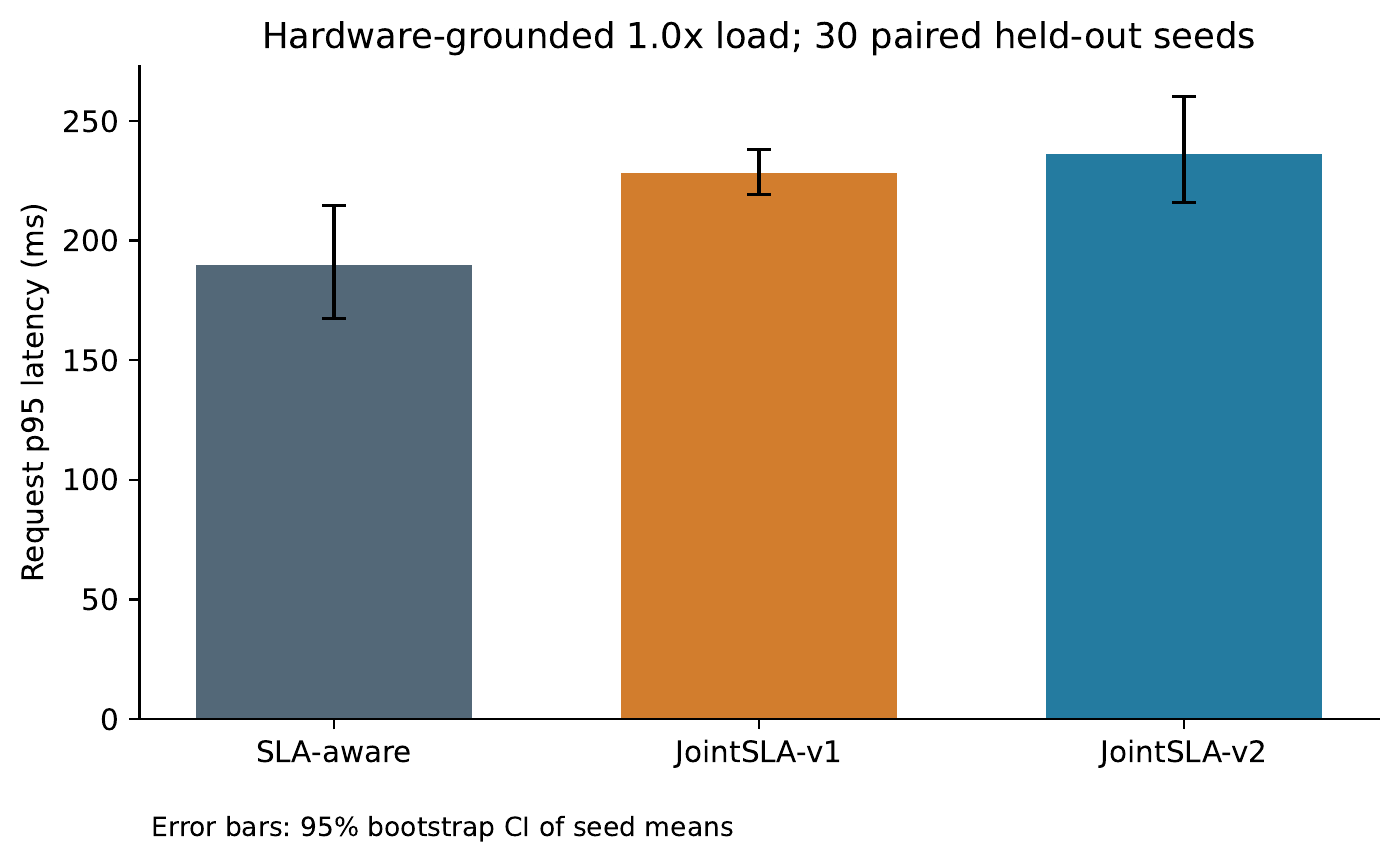 Hardware-grounded 1.0x load; 30 paired held-out seeds
Request p95 latency (ms)
250
200
150
100
50
0
SLA-aware
JointSLA-v1
JointSLA-v2
Error bars: 95% bootstrap CI of seed means